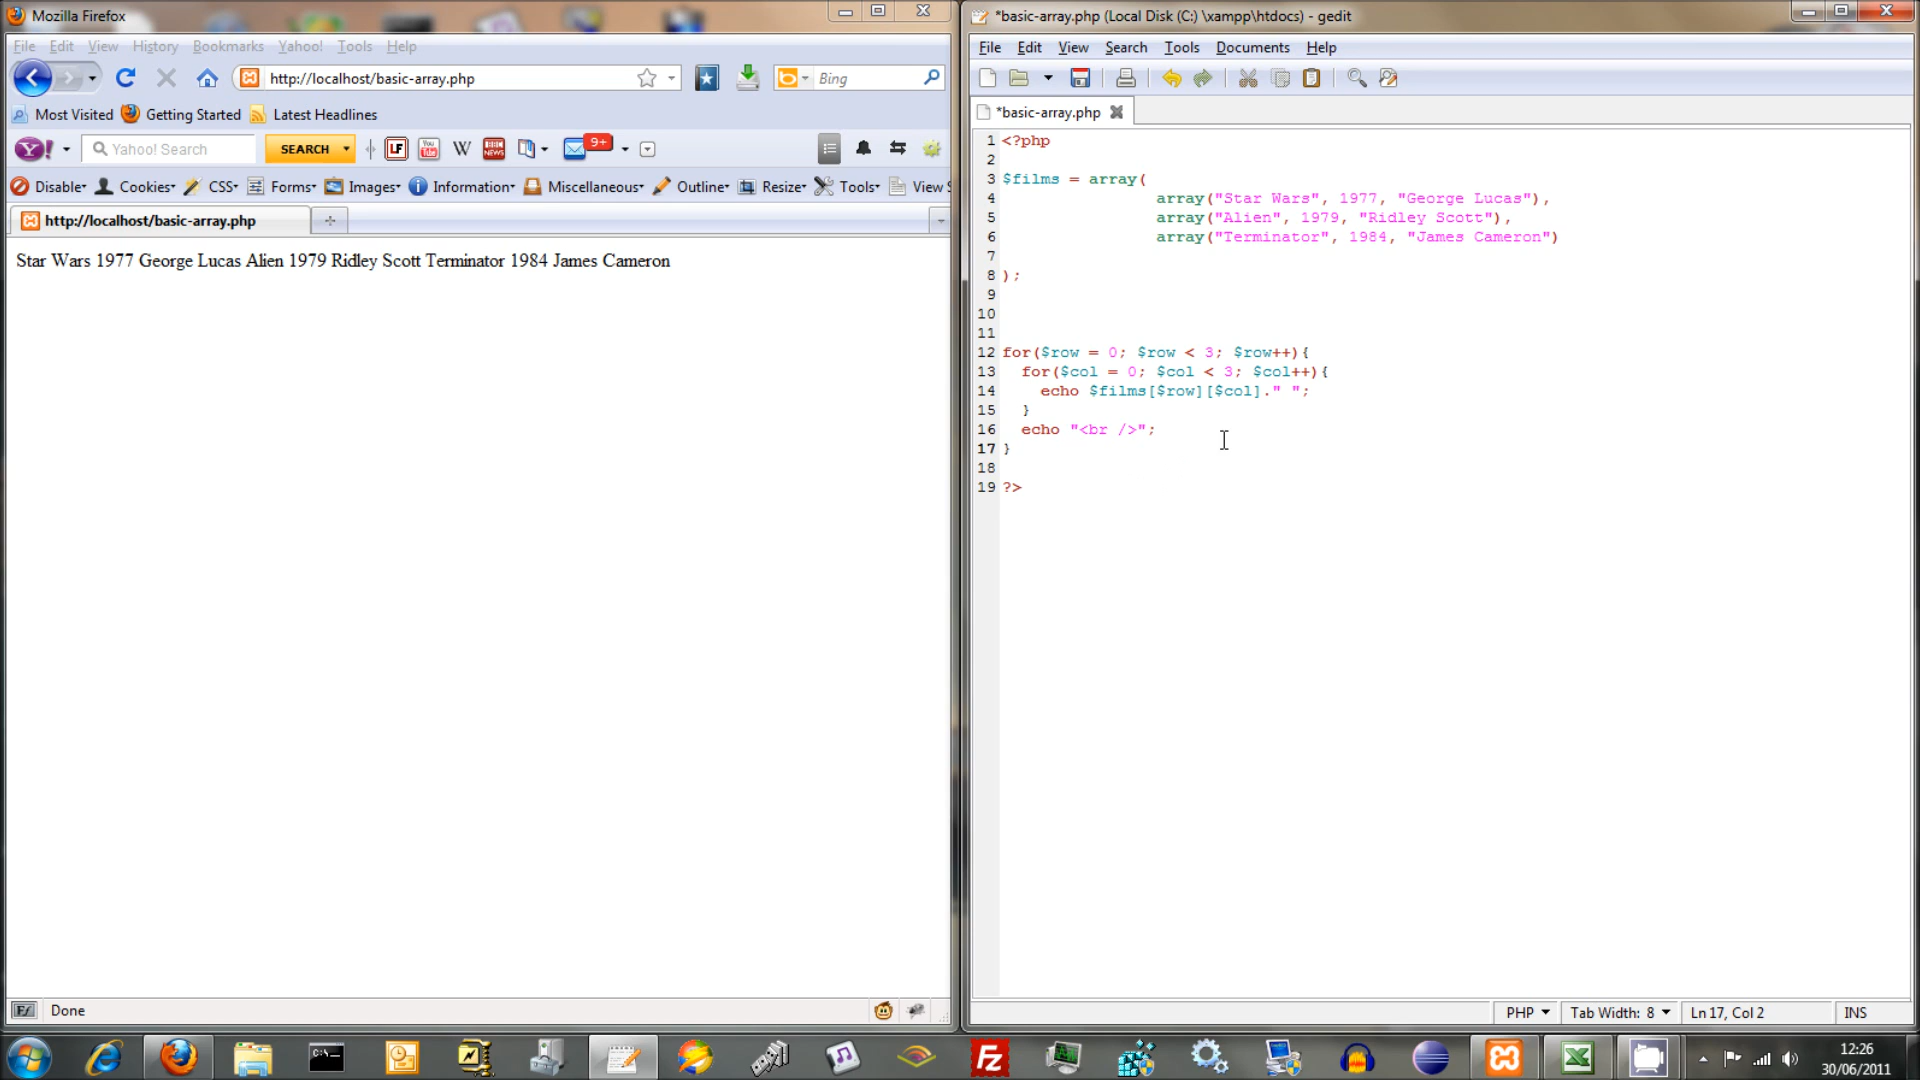 Mozilla Firefox
File Edit View History Bookmarks Yahoo! Tools Help
http://localhost/basic-array.php
Bing
Most Visited Getting Started Latest Headlines
Y! Yahoo! Search SEARCH LF You Tube W BBC NEWS 9+
Disable Cookies CSS Forms Images Information Miscellaneous Outline Resize Tools View S
http://localhost/basic-array.php
Star Wars 1977 George Lucas Alien 1979 Ridley Scott Terminator 1984 James Cameron
Done
*basic-array.php (Local Disk (C:) \xampp\htdocs) - gedit
File Edit View Search Tools Documents Help
*basic-array.php
1 <?php
2
3 $films = array(
4 array("Star Wars", 1977, "George Lucas"),
5 array("Alien", 1979, "Ridley Scott"),
6 array("Terminator", 1984, "James Cameron")
7
8 );
9
10
11
12 for($row = 0; $row < 3; $row++){
13 for($col = 0; $col < 3; $col++){
14 echo $films[$row][$col]." ";
15 }
16 echo "<br />";
17 }
18
19 ?>
PHP Tab Width: 8 Ln 17, Col 2 INS
12:26
30/06/2011